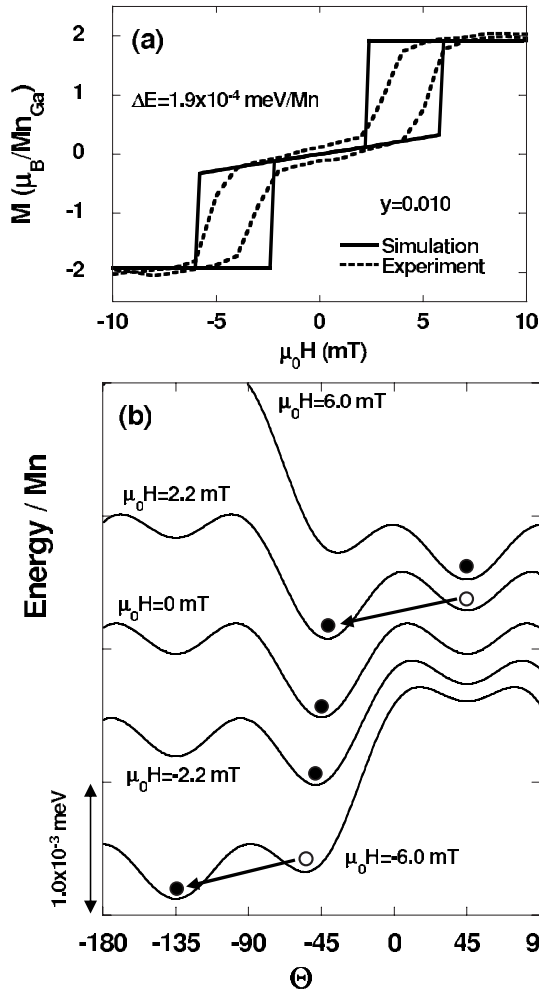 (a)
ΔE=1.9x10⁻⁴ meV/Mn
y=0.010
Simulation
Experiment
M (μ_B/Mn_Ga)
2
1
0
-1
-2
-10 -5 0 5 10
μ₀H (mT)
(b)
μ₀H=6.0 mT
μ₀H=2.2 mT
μ₀H=0 mT
μ₀H=-2.2 mT
μ₀H=-6.0 mT
Energy / Mn
1.0x10⁻³ meV
-180 -135 -90 -45 0 45 9
Θ